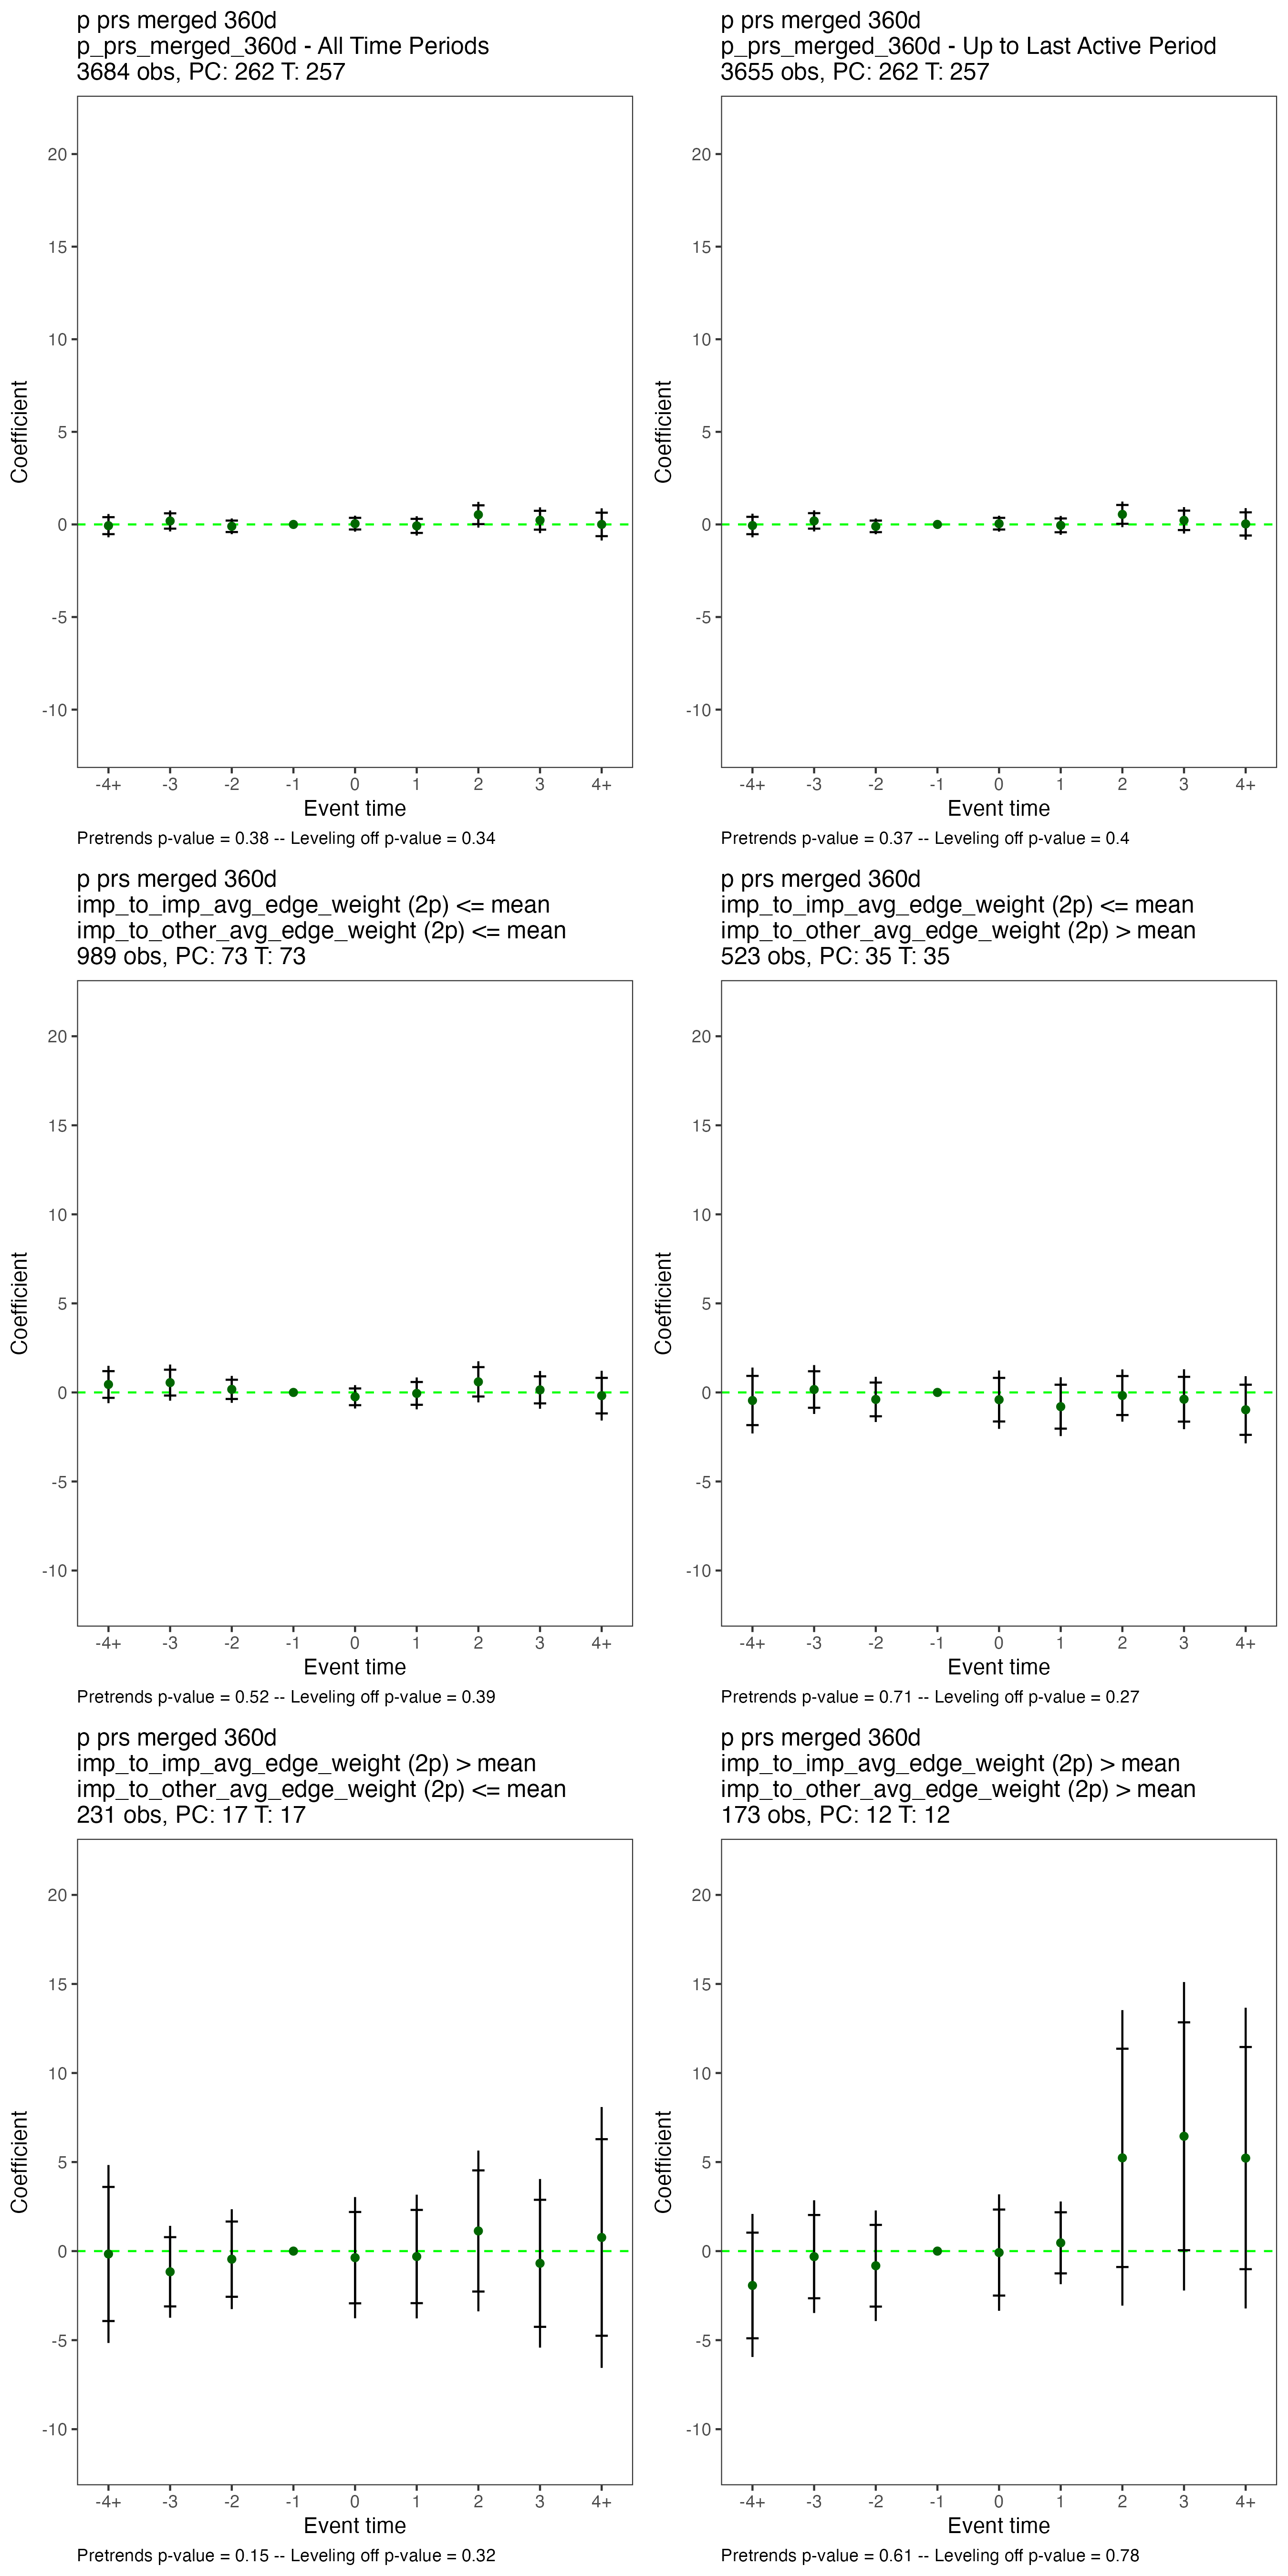 p prs merged 360d
p_prs_merged_360d - All Time Periods
3684 obs, PC: 262 T: 257
20
15
10
5
0
-5
-10
Coefficient
-4+ -3 -2 -1 0 1 2 3 4+
Event time
Pretrends p-value = 0.38 -- Leveling off p-value = 0.34
p prs merged 360d
p_prs_merged_360d - Up to Last Active Period
3655 obs, PC: 262 T: 257
20
15
10
5
0
-5
-10
Coefficient
-4+ -3 -2 -1 0 1 2 3 4+
Event time
Pretrends p-value = 0.37 -- Leveling off p-value = 0.4
p prs merged 360d
imp_to_imp_avg_edge_weight (2p) <= mean
imp_to_other_avg_edge_weight (2p) <= mean
989 obs, PC: 73 T: 73
20
15
10
5
0
-5
-10
Coefficient
-4+ -3 -2 -1 0 1 2 3 4+
Event time
Pretrends p-value = 0.52 -- Leveling off p-value = 0.39
p prs merged 360d
imp_to_imp_avg_edge_weight (2p) <= mean
imp_to_other_avg_edge_weight (2p) > mean
523 obs, PC: 35 T: 35
20
15
10
5
0
-5
-10
Coefficient
-4+ -3 -2 -1 0 1 2 3 4+
Event time
Pretrends p-value = 0.71 -- Leveling off p-value = 0.27
p prs merged 360d
imp_to_imp_avg_edge_weight (2p) > mean
imp_to_other_avg_edge_weight (2p) <= mean
231 obs, PC: 17 T: 17
20
15
10
5
0
-5
-10
Coefficient
-4+ -3 -2 -1 0 1 2 3 4+
Event time
Pretrends p-value = 0.15 -- Leveling off p-value = 0.32
p prs merged 360d
imp_to_imp_avg_edge_weight (2p) > mean
imp_to_other_avg_edge_weight (2p) > mean
173 obs, PC: 12 T: 12
20
15
10
5
0
-5
-10
Coefficient
-4+ -3 -2 -1 0 1 2 3 4+
Event time
Pretrends p-value = 0.61 -- Leveling off p-value = 0.78